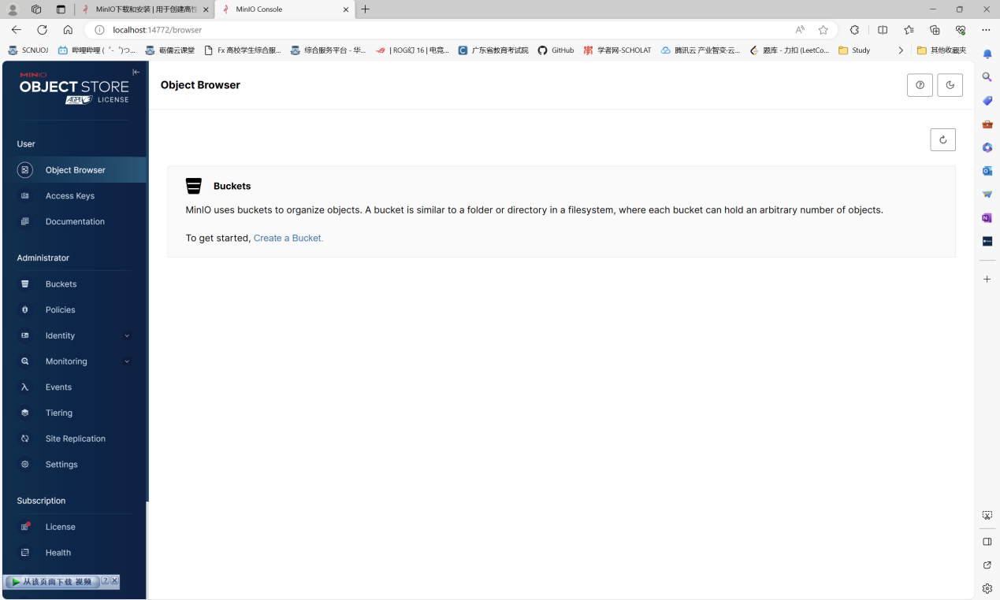 MinIO下载和安装 | 用于创建高性
MinIO Console
localhost:14772/browser
SCNUOJ
哔哩哔哩 ( ゜- ゜)つ...
砺儒云课堂
Fx 高校学生综合服...
综合服务平台 - 华...
| ROG幻 16 | 电竞...
广东省教育考试院
GitHub
学者网-SCHOLAT
腾讯云 产业智变·云...
题库 - 力扣 (LeetCo...
Study
其他收藏夹
MINIO
OBJECT STORE
AGPLV3 LICENSE
Object Browser
User
Object Browser
Access Keys
Documentation
Buckets
MinIO uses buckets to organize objects. A bucket is similar to a folder or directory in a filesystem, where each bucket can hold an arbitrary number of objects.
To get started, Create a Bucket.
Administrator
Buckets
Policies
Identity
Monitoring
Events
Tiering
Site Replication
Settings
Subscription
License
Health
从该页面下载 视频